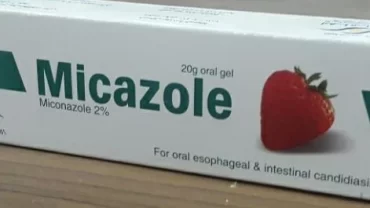 20g oral gel
Micazole
Miconazole 2%
For oral esophageal & intestinal candidiasi